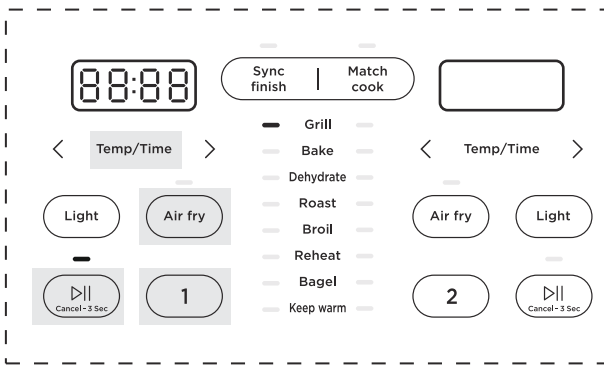 88:88
Sync finish
Match cook
Grill
< Temp/Time >
Bake
< Temp/Time >
Dehydrate
Light
Air fry
Roast
Air fry
Light
Broil
Reheat
Cancel-3 Sec
1
Bagel
2
Cancel-3 Sec
Keep warm